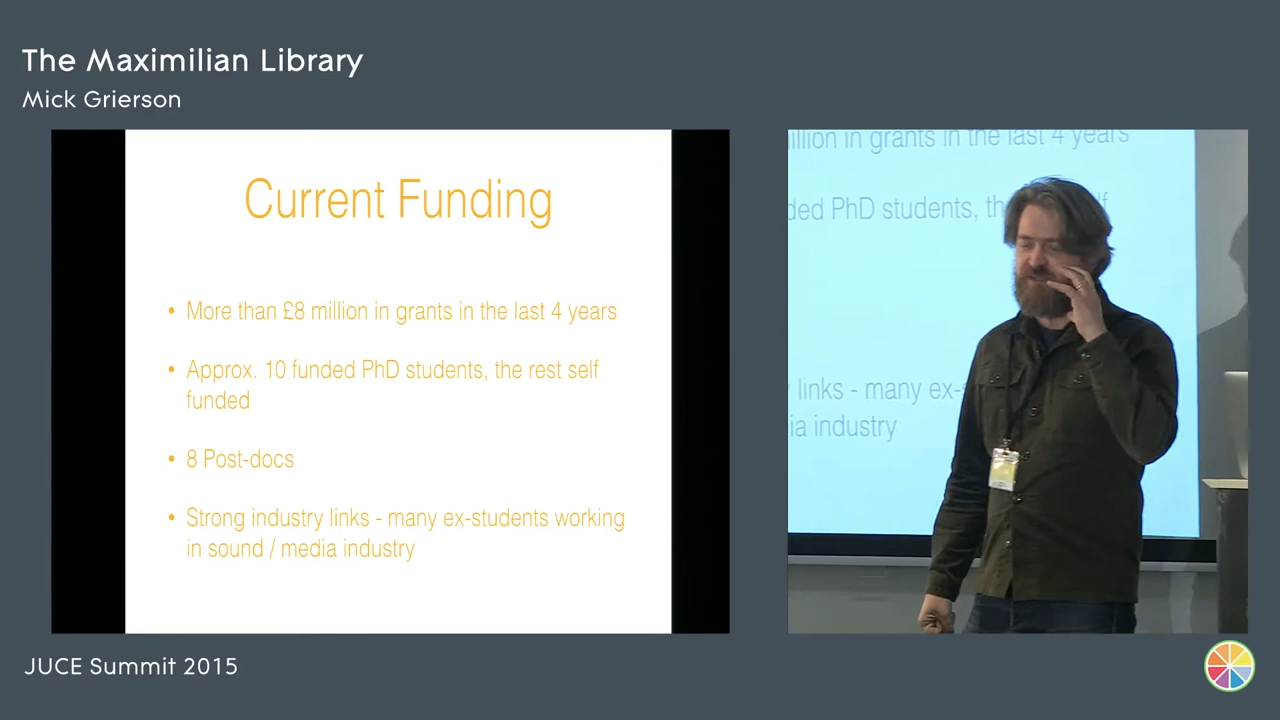 The Maximilian Library
Mick Grierson
Current Funding
• More than £8 million in grants in the last 4 years
• Approx. 10 funded PhD students, the rest self
funded
• 8 Post-docs
• Strong industry links - many ex-students working
in sound / media industry
million in grants in the last 4 years
ded PhD students, the
links - many ex-s
ia industry
JUCE Summit 2015